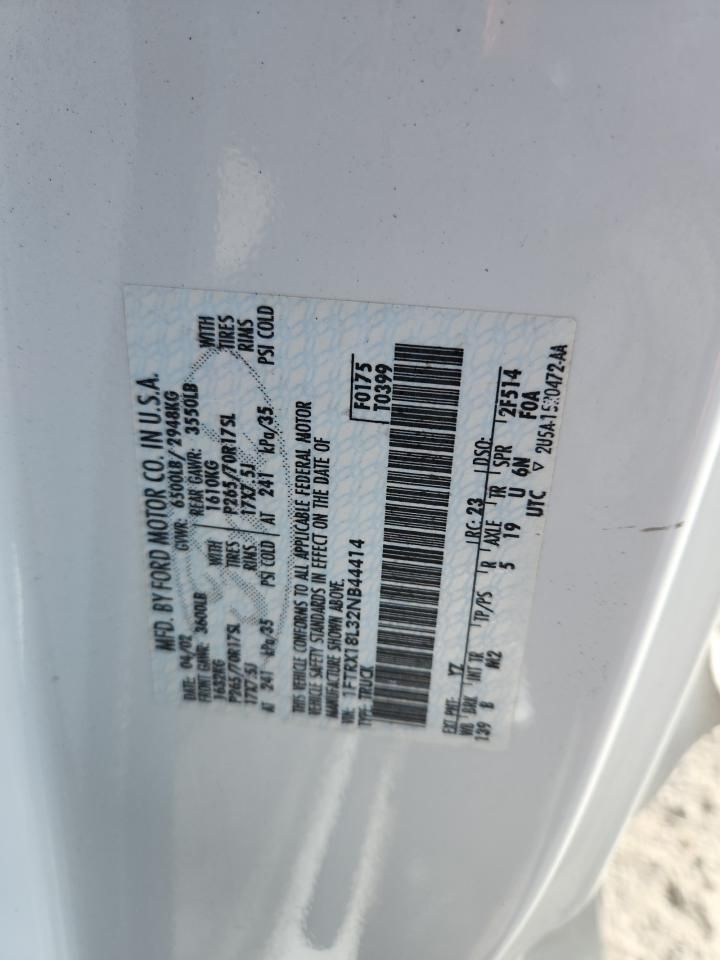 MFD. BY FORD MOTOR CO. IN U.S.A.
DATE: 04/02 GVWR: 6500LB/2948KG
FRONT GAWR: 3600LB REAR GAWR: 3550LB
1632KG 1610KG WITH
P265/70R17SL TIRES P265/70R17SL TIRES
17X7.5J RIMS 17X7.5J RIMS
AT 241 kPa/35 PSI COLD AT 241 kPa/35 PSI COLD
THIS VEHICLE CONFORMS TO ALL APPLICABLE FEDERAL MOTOR
VEHICLE SAFETY STANDARDS IN EFFECT ON THE DATE OF
MANUFACTURE SHOWN ABOVE.
VIN: 1FTRX18L32NB44414
TYPE: TRUCK
F0175
T0399
EXT PNT: YZ RC: 23 DSO:
WB BRK INT TR TP/PS R AXLE TR SPR 2F514
139 B M2 5 19 U 6N F0A
UTC